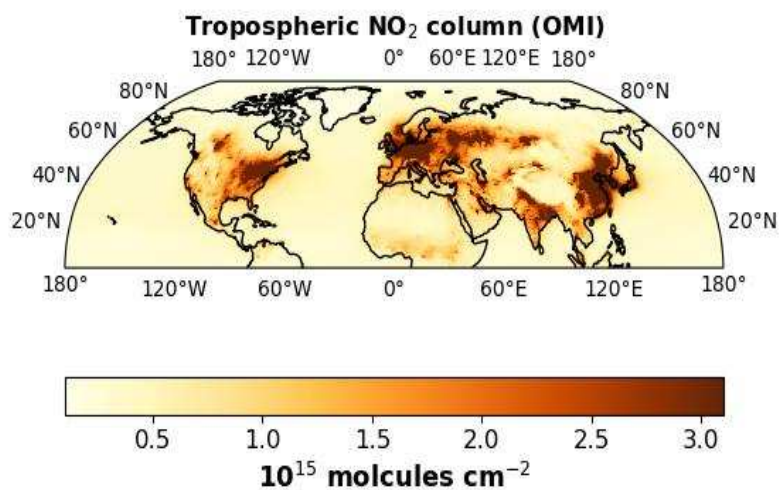 Tropospheric NO₂ column (OMI)
180° 120°W 0° 60°E 120°E 180°
80°N 80°N
60°N 60°N
40°N 40°N
20°N 20°N
180° 120°W 60°W 0° 60°E 120°E 180°
0.5 1.0 1.5 2.0 2.5 3.0
10¹⁵ molcules cm⁻²